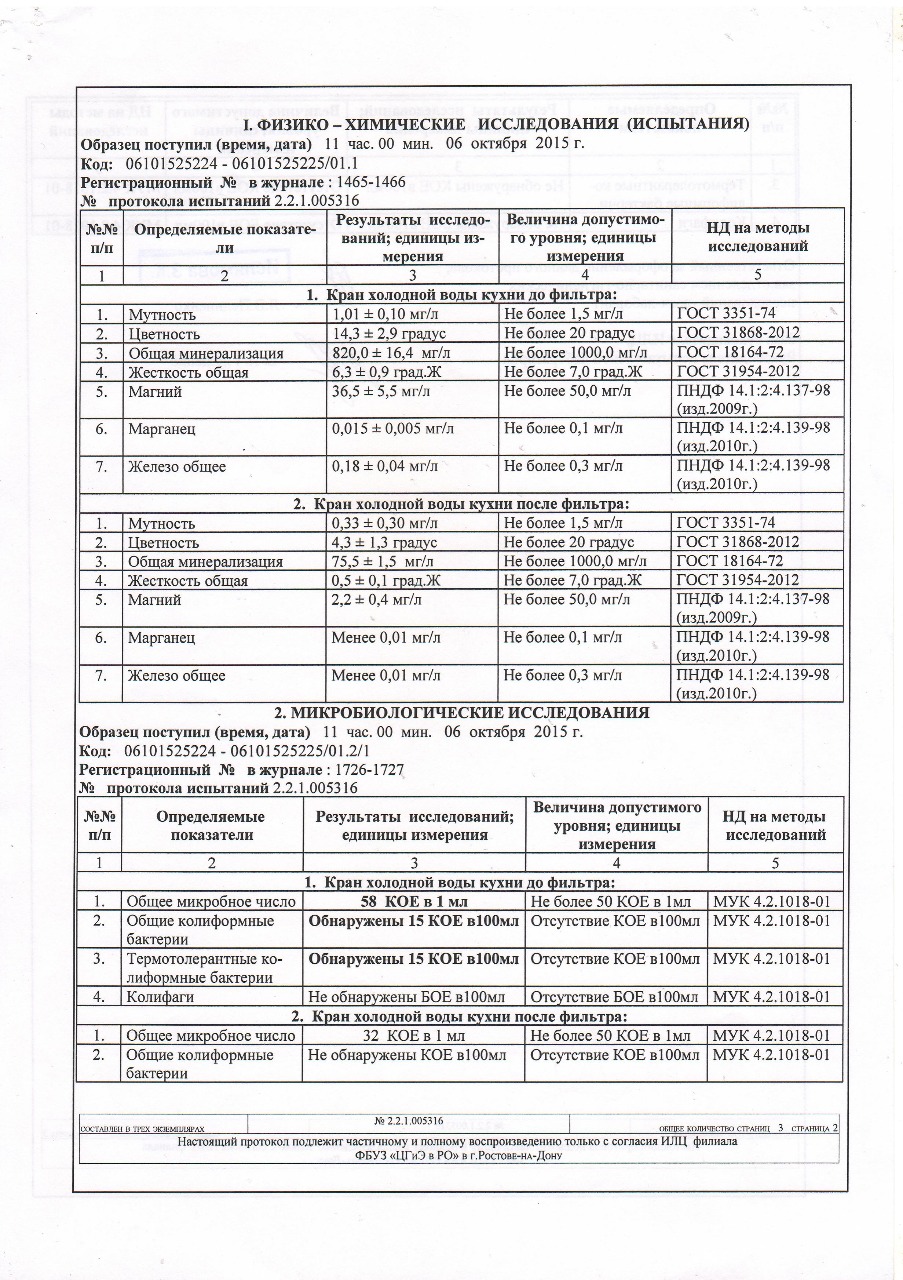 I. ФИЗИКО – ХИМИЧЕСКИЕ ИССЛЕДОВАНИЯ (ИСПЫТАНИЯ)
Образец поступил (время, дата) 11 час. 00 мин. 06 октября 2015 г.
Код: 06101525224 - 06101525225/01.1
Регистрационный № в журнале : 1465-1466
№ протокола испытаний 2.2.1.005316
№№ п/п Определяемые показате-ли Результаты исследо-ваний; единицы из-мерения Величина допустимо-го уровня; единицы измерения НД на методы исследований
1 2 3 4 5
1. Кран холодной воды кухни до фильтра:
1. Мутность 1,01 ± 0,10 мг/л Не более 1,5 мг/л ГОСТ 3351-74
2. Цветность 14,3 ± 2,9 градус Не более 20 градус ГОСТ 31868-2012
3. Общая минерализация 820,0 ± 16,4 мг/л Не более 1000,0 мг/л ГОСТ 18164-72
4. Жесткость общая 6,3 ± 0,9 град.Ж Не более 7,0 град.Ж ГОСТ 31954-2012
5. Магний 36,5 ± 5,5 мг/л Не более 50,0 мг/л ПНДФ 14.1:2:4.137-98
(изд.2009г.)
6. Марганец 0,015 ± 0,005 мг/л Не более 0,1 мг/л ПНДФ 14.1:2:4.139-98
(изд.2010г.)
7. Железо общее 0,18 ± 0,04 мг/л Не более 0,3 мг/л ПНДФ 14.1:2:4.139-98
(изд.2010г.)
2. Кран холодной воды кухни после фильтра:
1. Мутность 0,33 ± 0,30 мг/л Не более 1,5 мг/л ГОСТ 3351-74
2. Цветность 4,3 ± 1,3 градус Не более 20 градус ГОСТ 31868-2012
3. Общая минерализация 75,5 ± 1,5 мг/л Не более 1000,0 мг/л ГОСТ 18164-72
4. Жесткость общая 0,5 ± 0,1 град.Ж Не более 7,0 град.Ж ГОСТ 31954-2012
5. Магний 2,2 ± 0,4 мг/л Не более 50,0 мг/л ПНДФ 14.1:2:4.137-98
(изд.2009г.)
6. Марганец Менее 0,01 мг/л Не более 0,1 мг/л ПНДФ 14.1:2:4.139-98
(изд.2010г.)
7. Железо общее Менее 0,01 мг/л Не более 0,3 мг/л ПНДФ 14.1:2:4.139-98
(изд.2010г.)
2. МИКРОБИОЛОГИЧЕСКИЕ ИССЛЕДОВАНИЯ
Образец поступил (время, дата) 11 час. 00 мин. 06 октября 2015 г.
Код: 06101525224 - 06101525225/01.2/1
Регистрационный № в журнале : 1726-1727
№ протокола испытаний 2.2.1.005316
№№ п/п Определяемые показатели Результаты исследований; единицы измерения Величина допустимого уровня; единицы измерения НД на методы исследований
1 2 3 4 5
1. Кран холодной воды кухни до фильтра:
1. Общее микробное число 58 КОЕ в 1 мл Не более 50 КОЕ в 1мл МУК 4.2.1018-01
2. Общие колиформные Обнаружены 15 КОЕ в100мл Отсутствие КОЕ в100мл МУК 4.2.1018-01
бактерии
3. Термотолерантные ко- Обнаружены 15 КОЕ в100мл Отсутствие КОЕ в100мл МУК 4.2.1018-01
лиформные бактерии
4. Колифаги Не обнаружены БОЕ в100мл Отсутствие БОЕ в100мл МУК 4.2.1018-01
2. Кран холодной воды кухни после фильтра:
1. Общее микробное число 32 КОЕ в 1 мл Не более 50 КОЕ в 1мл МУК 4.2.1018-01
2. Общие колиформные Не обнаружены КОЕ в100мл Отсутствие КОЕ в100мл МУК 4.2.1018-01
бактерии
СОСТАВЛЕН В ТРЕХ ЭКЗЕМПЛЯРАХ № 2.2.1.005316 ОБЩЕЕ КОЛИЧЕСТВО СТРАНИЦ 3 СТРАНИЦА 2
Настоящий протокол подлежит частичному и полному воспроизведению только с согласия ИЛЦ филиала
ФБУЗ «ЦГиЭ в РО» в г.Ростове-на-Дону